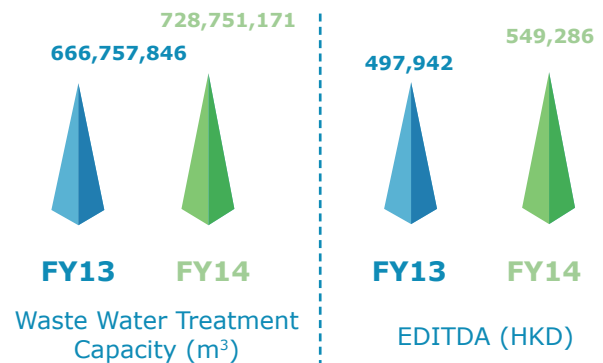 728,751,171
666,757,846
FY13 FY14
Waste Water Treatment
Capacity (m³)
549,286
497,942
FY13 FY14
EDITDA (HKD)